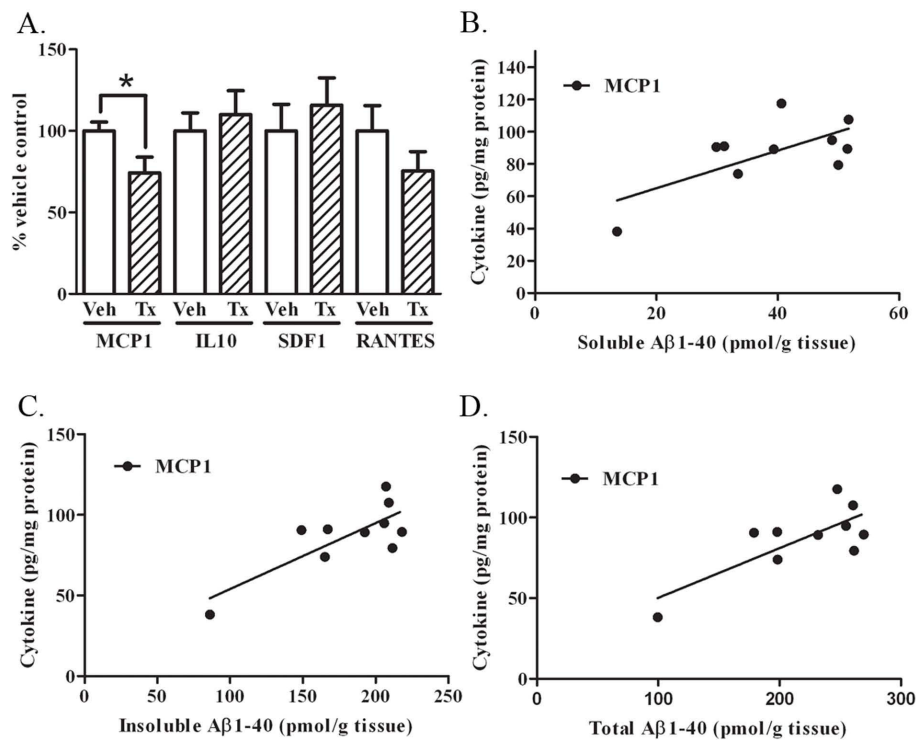 A.
150
100
50
0
% vehicle control
*
Veh Tx Veh Tx Veh Tx Veh Tx
MCP1 IL10 SDF1 RANTES
B.
140
120
100
80
60
40
20
0
Cytokine (pg/mg protein)
MCP1
20 40 60
Soluble Aβ1-40 (pmol/g tissue)
C.
150
100
50
0
Cytokine (pg/mg protein)
MCP1
0 50 100 150 200 250
Insoluble Aβ1-40 (pmol/g tissue)
D.
150
100
50
0
Cytokine (pg/mg protein)
MCP1
0 100 200 300
Total Aβ1-40 (pmol/g tissue)